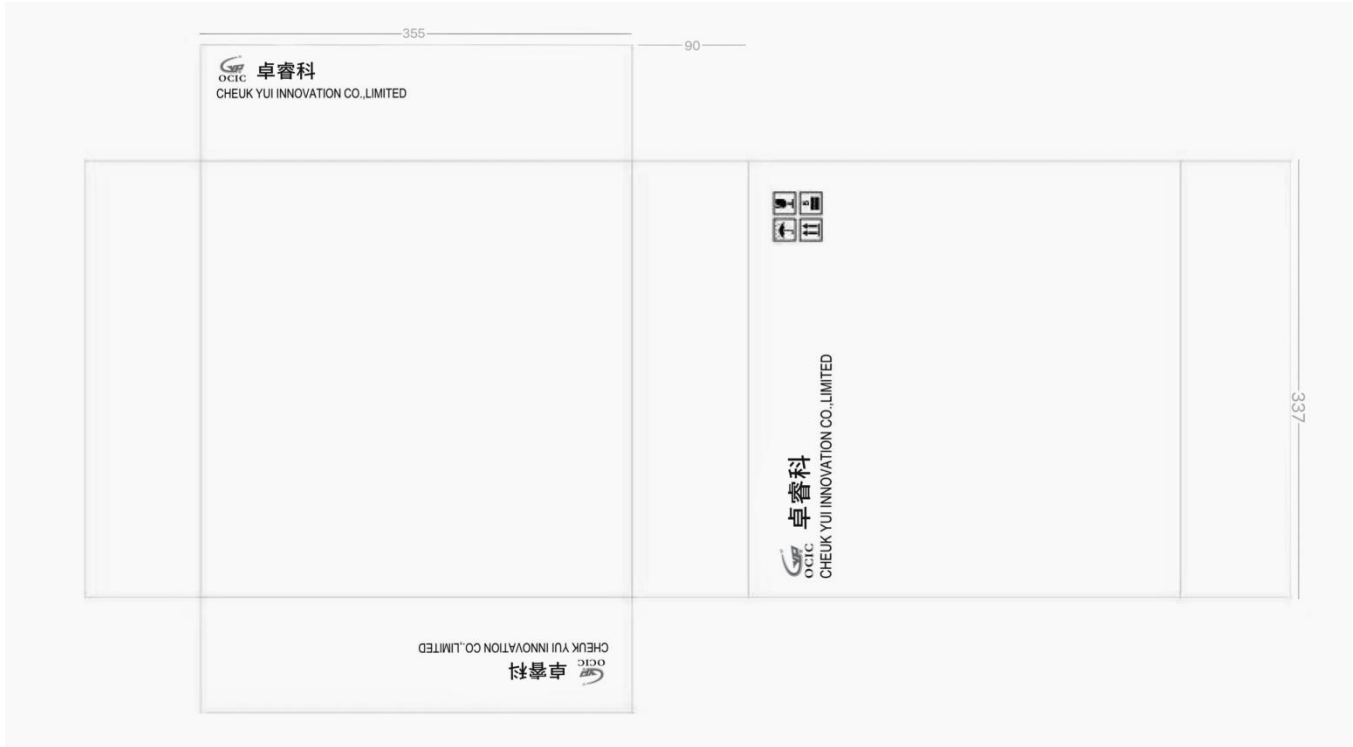 355
90
OCIC 卓睿科
CHEUK YUI INNOVATION CO.,LIMITED
337
OCIC 卓睿科
CHEUK YUI INNOVATION CO.,LIMITED
CHEUK YUI INNOVATION CO.,LIMITED
OCIC 卓睿科